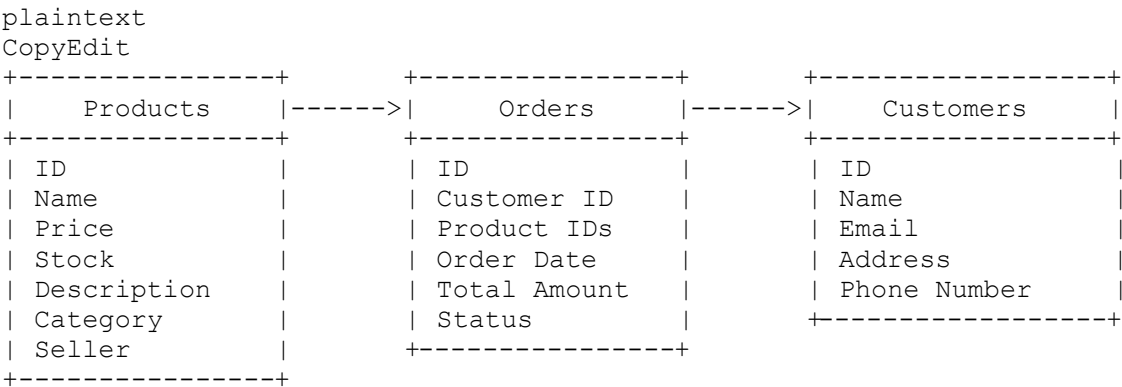 plaintext
CopyEdit
+----------------+       +----------------+       +------------------+
|    Products    |------>|     Orders     |------>|    Customers     |
+----------------+       +----------------+       +------------------+
| ID             |       | ID             |       | ID               |
| Name           |       | Customer ID    |       | Name             |
| Price          |       | Product IDs    |       | Email            |
| Stock          |       | Order Date     |       | Address          |
| Description    |       | Total Amount   |       | Phone Number     |
| Category       |       | Status         |       +------------------+
| Seller         |       +----------------+
+----------------+